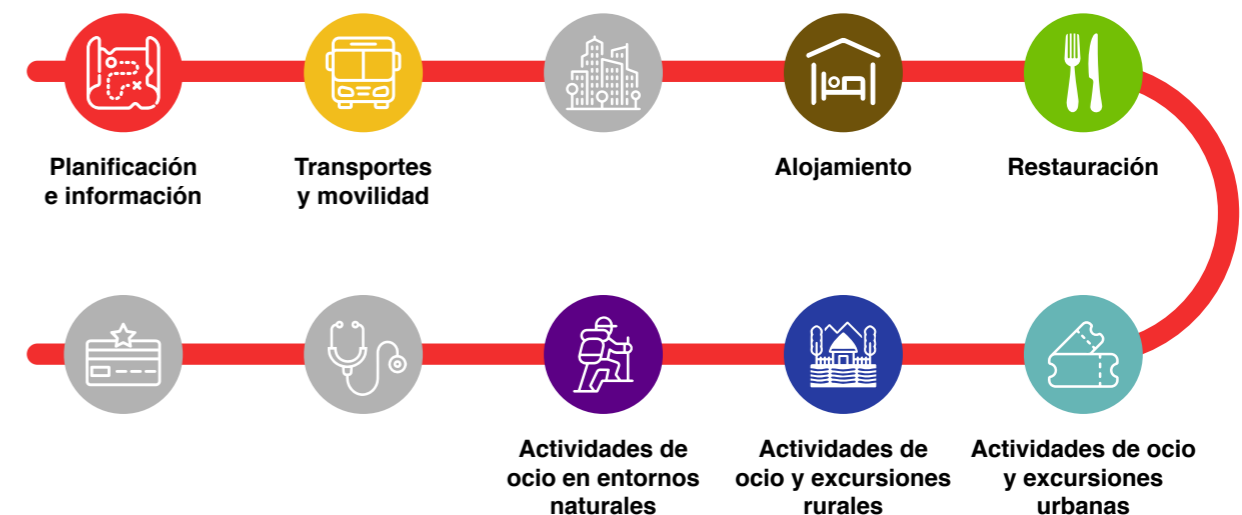 Planificación
e información
Transportes
y movilidad
Alojamiento
Restauración
Actividades de
ocio en entornos
naturales
Actividades de
ocio y excursiones
rurales
Actividades de ocio
y excursiones
urbanas